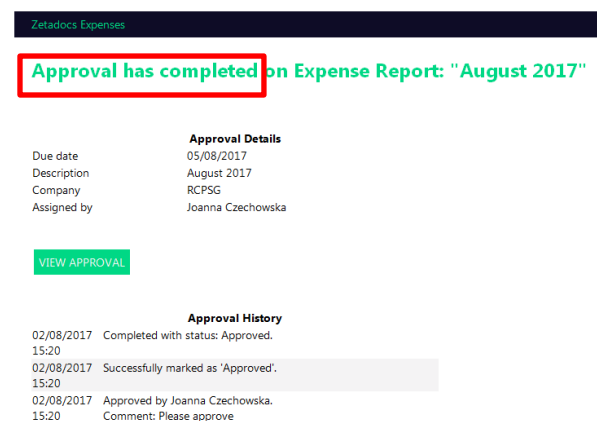 Zetadocs Expenses
Approval has completed on Expense Report: "August 2017"
Approval Details
Due date 05/08/2017
Description August 2017
Company RCPSG
Assigned by Joanna Czechowska
VIEW APPROVAL
Approval History
02/08/2017 Completed with status: Approved.
15:20
02/08/2017 Successfully marked as 'Approved'.
15:20
02/08/2017 Approved by Joanna Czechowska.
15:20 Comment: Please approve